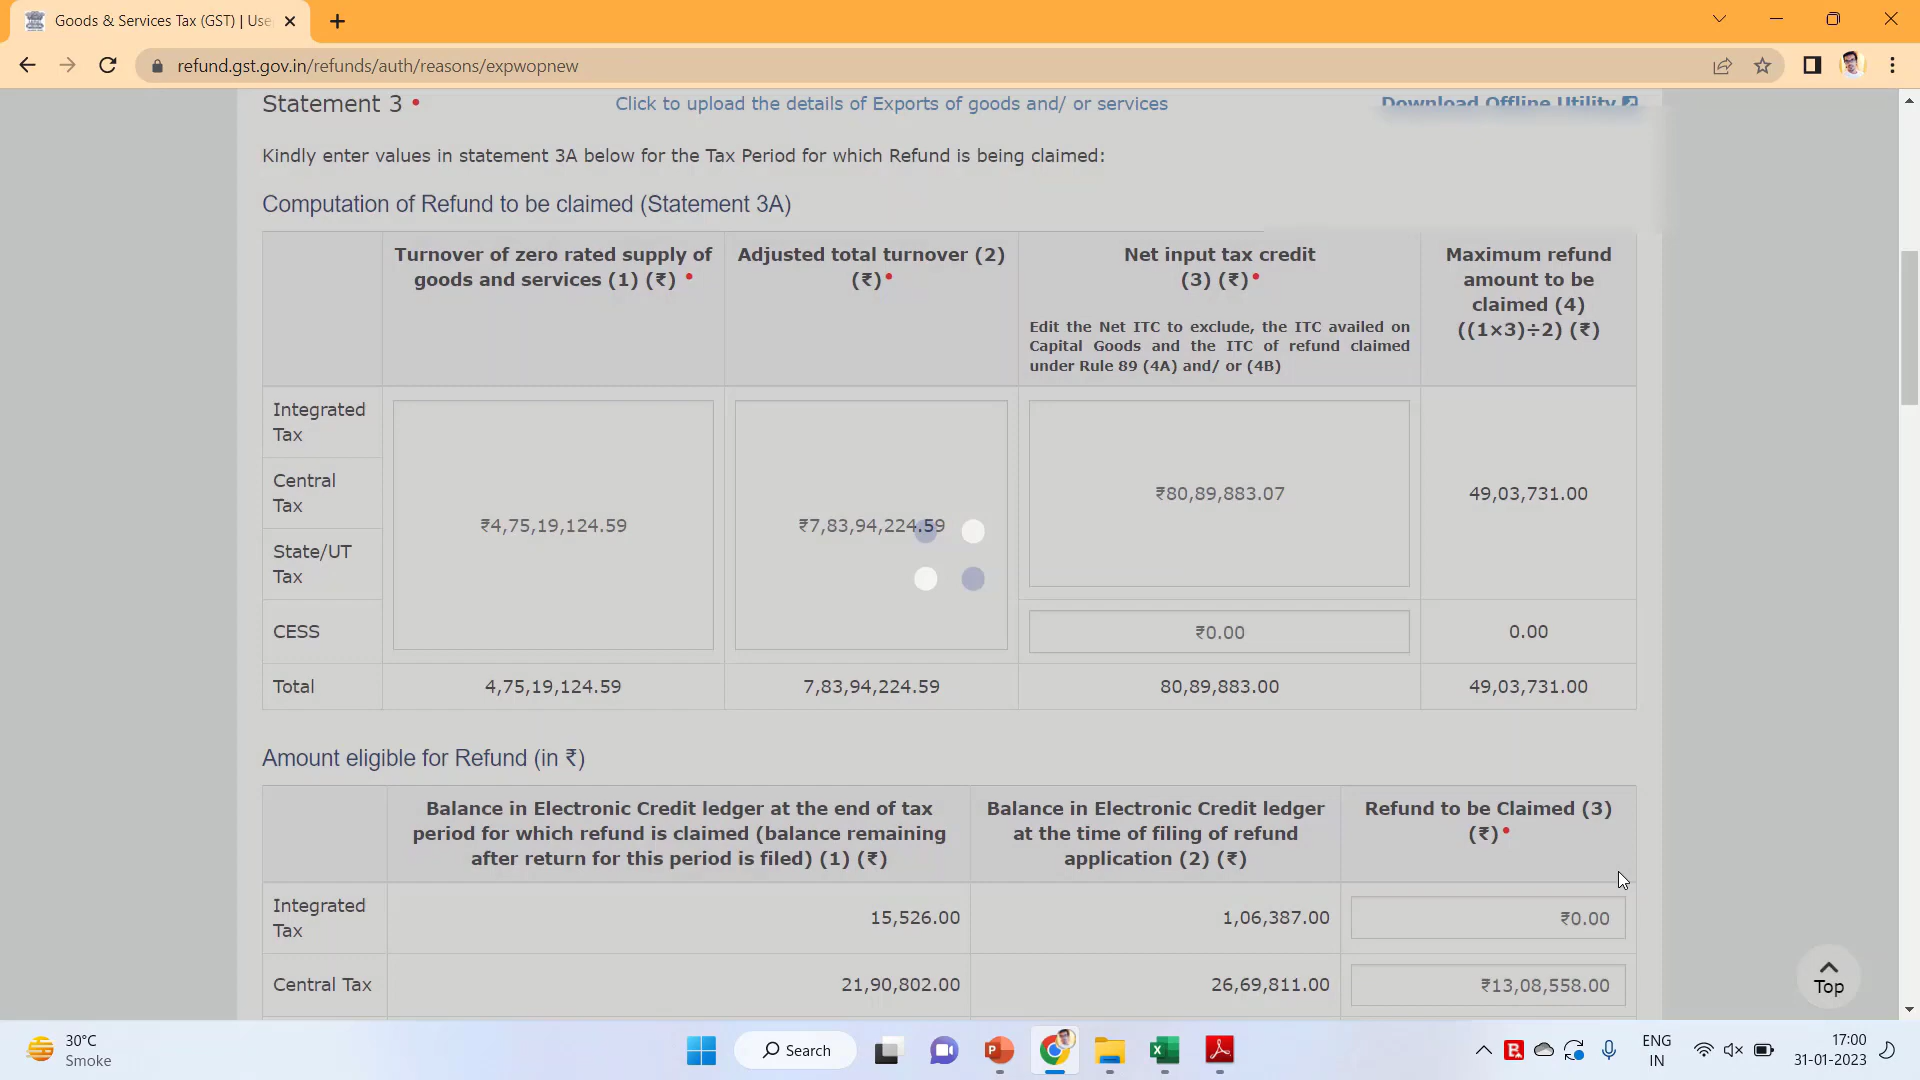 Goods & Services Tax (GST) | Use
refund.gst.gov.in/refunds/auth/reasons/expwopnew
Statement 3 •
Click to upload the details of Exports of goods and/ or services
Download Offline Utility
Kindly enter values in statement 3A below for the Tax Period for which Refund is being claimed:
Computation of Refund to be claimed (Statement 3A)
Turnover of zero rated supply of
goods and services (1) (₹) •
Adjusted total turnover (2)
(₹)•
Net input tax credit
(3) (₹)•
Edit the Net ITC to exclude, the ITC availed on
Capital Goods and the ITC of refund claimed
under Rule 89 (4A) and/ or (4B)
Maximum refund
amount to be
claimed (4)
((1×3)÷2) (₹)
Integrated
Tax
Central
Tax
State/UT
Tax
₹4,75,19,124.59
₹7,83,94,224.59
₹80,89,883.07
49,03,731.00
CESS
₹0.00
0.00
Total
4,75,19,124.59
7,83,94,224.59
80,89,883.00
49,03,731.00
Amount eligible for Refund (in ₹)
Balance in Electronic Credit ledger at the end of tax
period for which refund is claimed (balance remaining
after return for this period is filed) (1) (₹)
Balance in Electronic Credit ledger
at the time of filing of refund
application (2) (₹)
Refund to be Claimed (3)
(₹)•
Integrated
Tax
15,526.00
1,06,387.00
₹0.00
Central Tax
21,90,802.00
26,69,811.00
₹13,08,558.00
Top
30°C
Smoke
Search
ENG
IN
17:00
31-01-2023